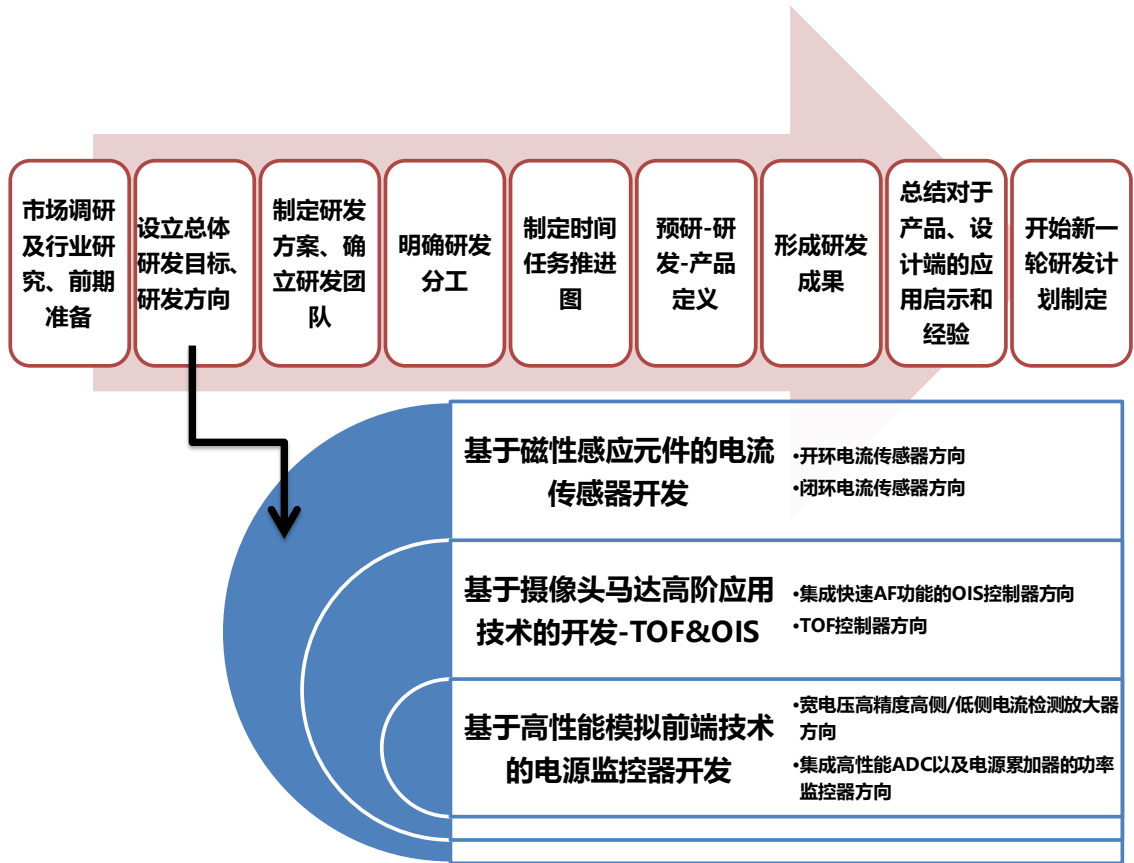 市场调研
及行业研
究、前期
准备
设立总体
研发目标、
研发方向
制定研发
方案、确
立研发团
队
明确研发
分工
制定时间
任务推进
图
预研-研
发-产品
定义
形成研发
成果
总结对于
产品、设
计端的应
用启示和
经验
开始新一
轮研发计
划制定
基于磁性感应元件的电流
传感器开发
•开环电流传感器方向
•闭环电流传感器方向
基于摄像头马达高阶应用
技术的开发-TOF&OIS
•集成快速AF功能的OIS控制器方向
•TOF控制器方向
基于高性能模拟前端技术
的电源监控器开发
•宽电压高精度高侧/低侧电流检测放大器
方向
•集成高性能ADC以及电源累加器的功率
监控器方向